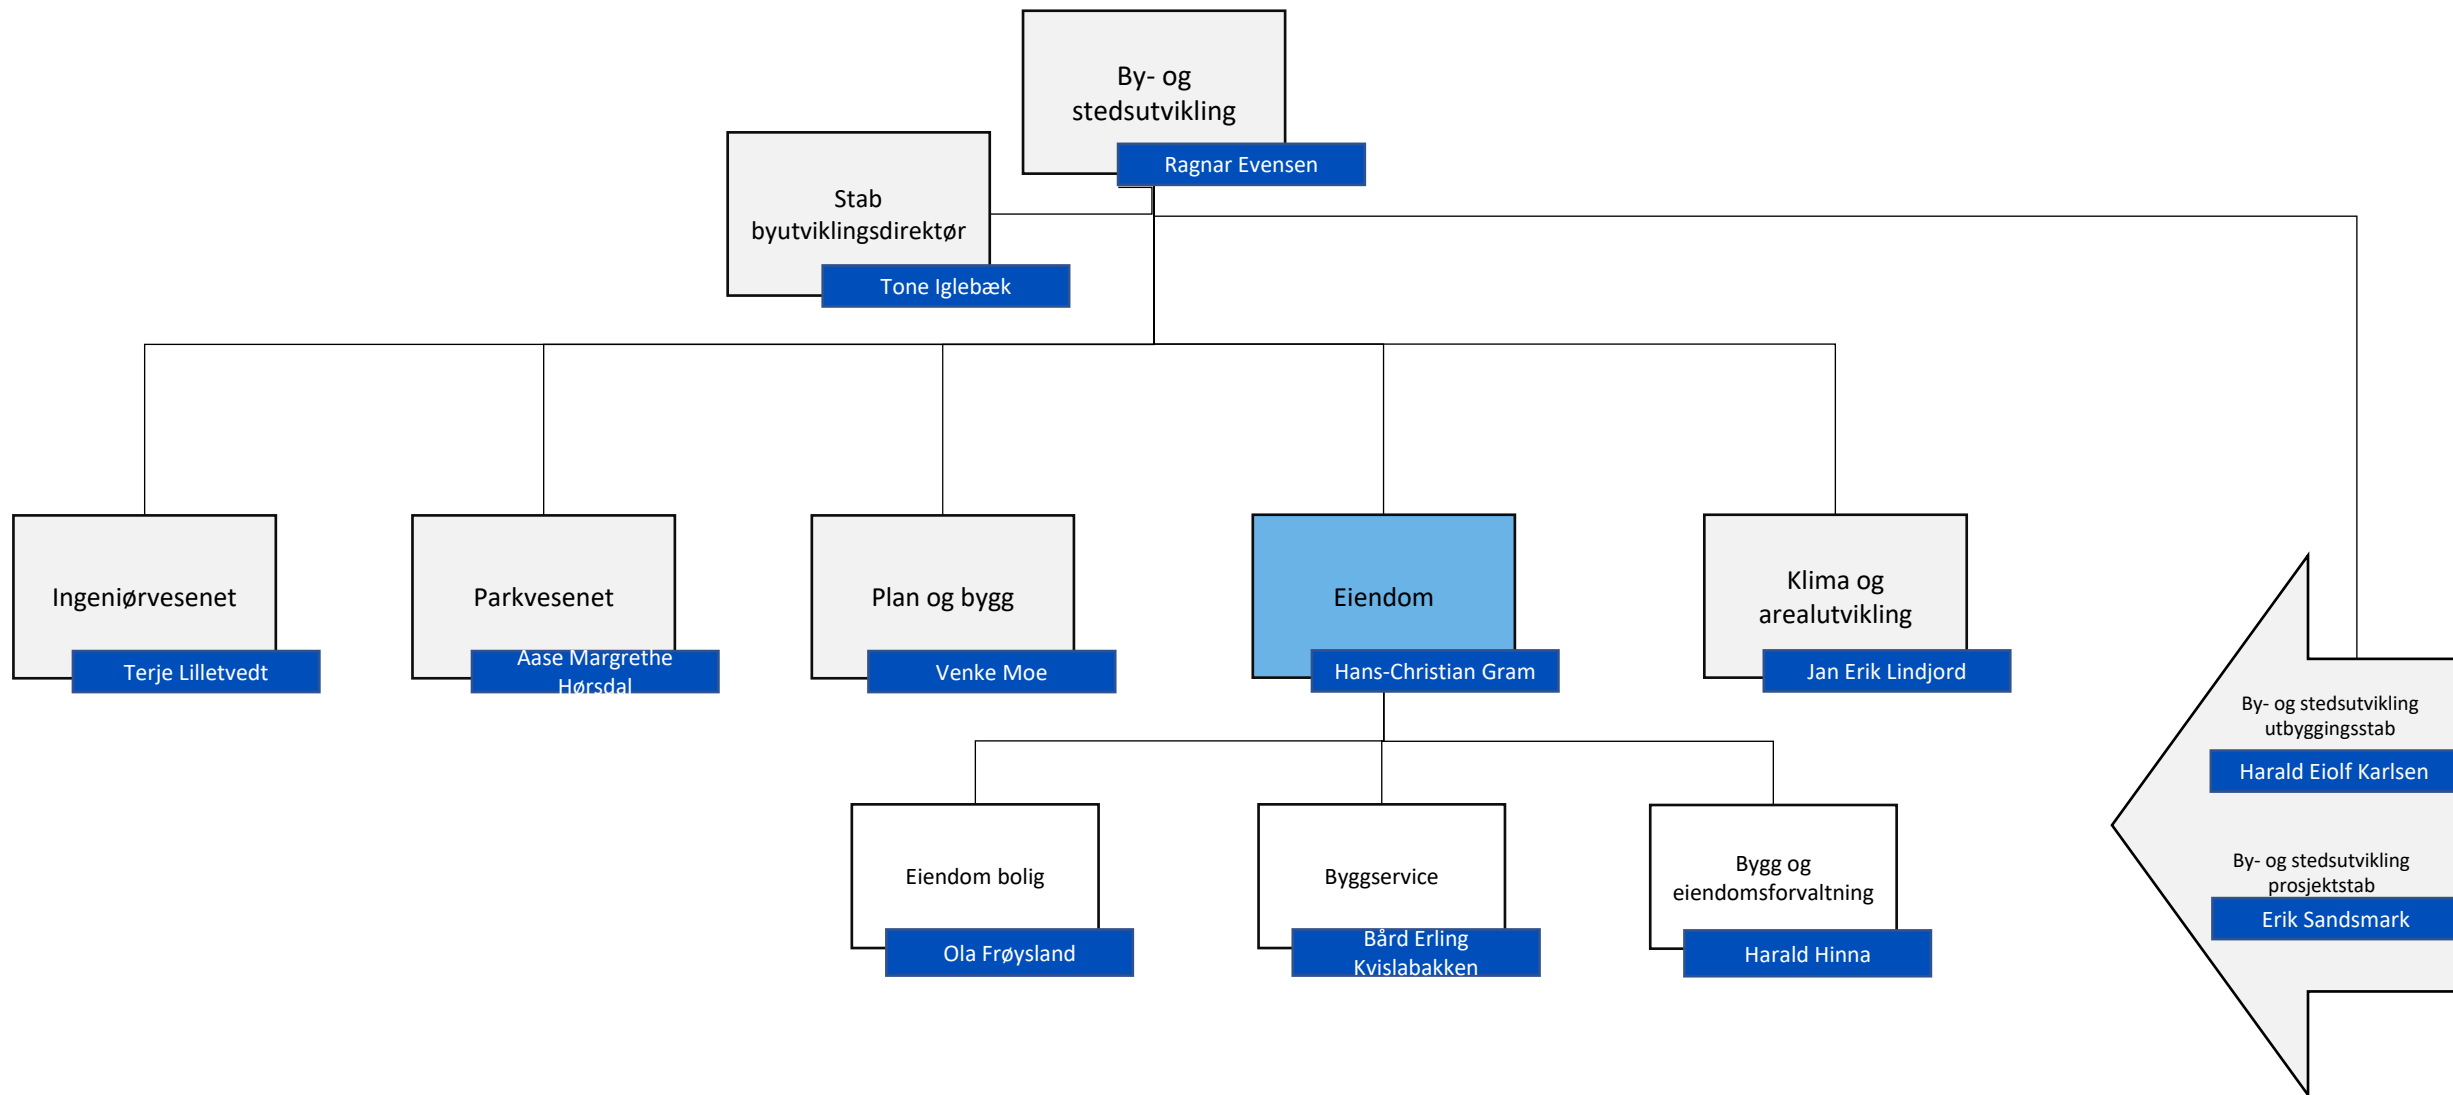 By- og
stedsutvikling
Ragnar Evensen
Stab
byutviklingsdirektør
Tone Iglebæk
Ingeniørvesenet
Terje Lilletvedt
Parkvesenet
Aase Margrethe
Hørsdal
Plan og bygg
Venke Moe
Eiendom
Hans-Christian Gram
Klima og
arealutvikling
Jan Erik Lindjord
By- og stedsutvikling
utbyggingsstab
Harald Eiolf Karlsen
By- og stedsutvikling
prosjektstab
Erik Sandsmark
Eiendom bolig
Ola Frøysland
Byggservice
Bård Erling
Kvislabakken
Bygg og
eiendomsforvaltning
Harald Hinna